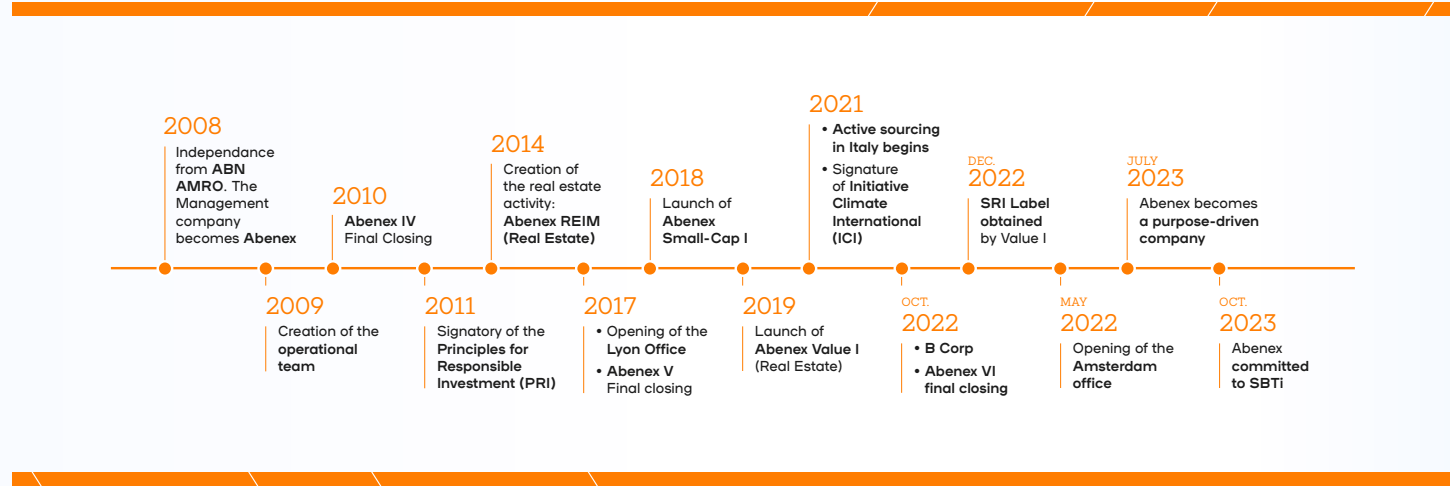 2008
Independance
from ABN
AMRO. The
Management
company
becomes Abenex
2009
Creation of the
operational
team
2010
Abenex IV
Final Closing
2011
Signatory of the
Principles for
Responsible
Investment (PRI)
2014
Creation of
the real estate
activity:
Abenex REIM
(Real Estate)
2017
• Opening of the
Lyon Office
• Abenex V
Final closing
2018
Launch of
Abenex
Small-Cap I
2019
Launch of
Abenex Value I
(Real Estate)
2021
• Active sourcing
in Italy begins
• Signature
of Initiative
Climate
International
(ICI)
OCT.
2022
• B Corp
• Abenex VI
final closing
DEC.
2022
SRI Label
obtained
by Value I
MAY
2022
Opening of the
Amsterdam
office
JULY
2023
Abenex becomes
a purpose-driven
company
OCT.
2023
Abenex
committed
to SBTi